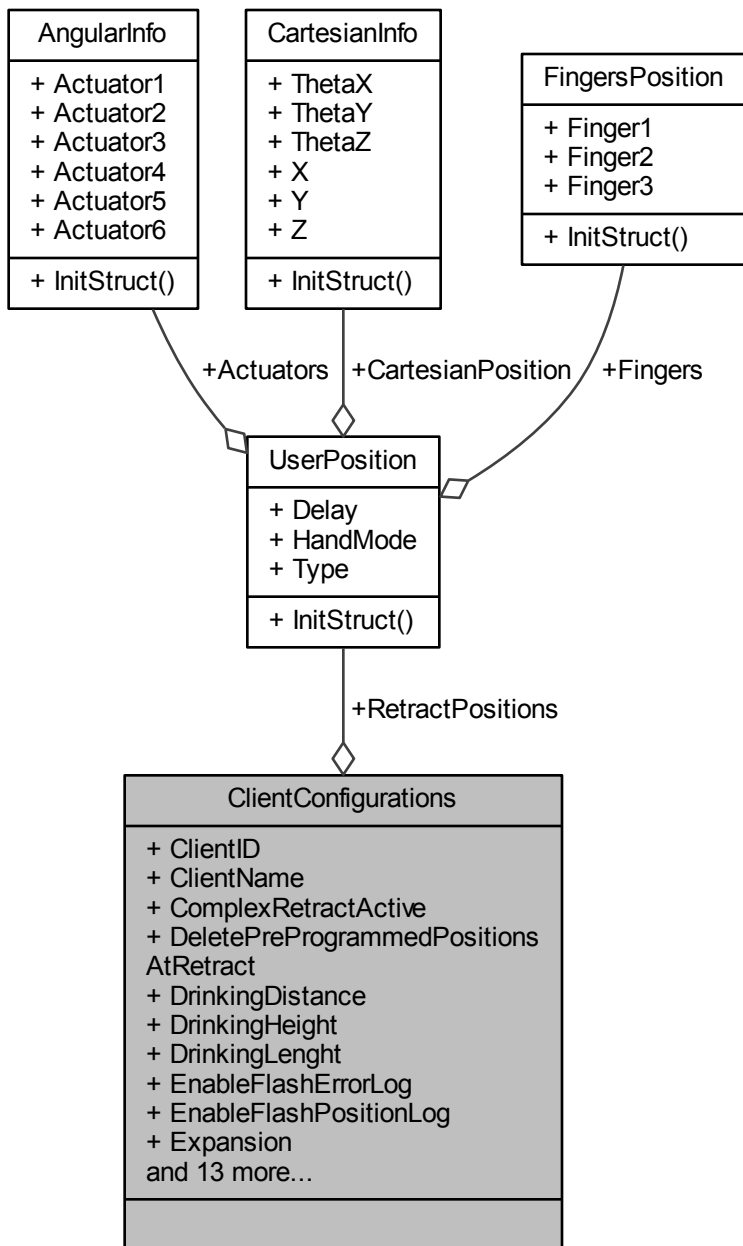 AngularInfo
+ Actuator1
+ Actuator2
+ Actuator3
+ Actuator4
+ Actuator5
+ Actuator6
+ InitStruct()
CartesianInfo
+ ThetaX
+ ThetaY
+ ThetaZ
+ X
+ Y
+ Z
+ InitStruct()
FingersPosition
+ Finger1
+ Finger2
+ Finger3
+ InitStruct()
+Actuators
+CartesianPosition
+Fingers
UserPosition
+ Delay
+ HandMode
+ Type
+ InitStruct()
+RetractPositions
ClientConfigurations
+ ClientID
+ ClientName
+ ComplexRetractActive
+ DeletePreProgrammedPositions
AtRetract
+ DrinkingDistance
+ DrinkingHeight
+ DrinkingLenght
+ EnableFlashErrorLog
+ EnableFlashPositionLog
+ Expansion
and 13 more...